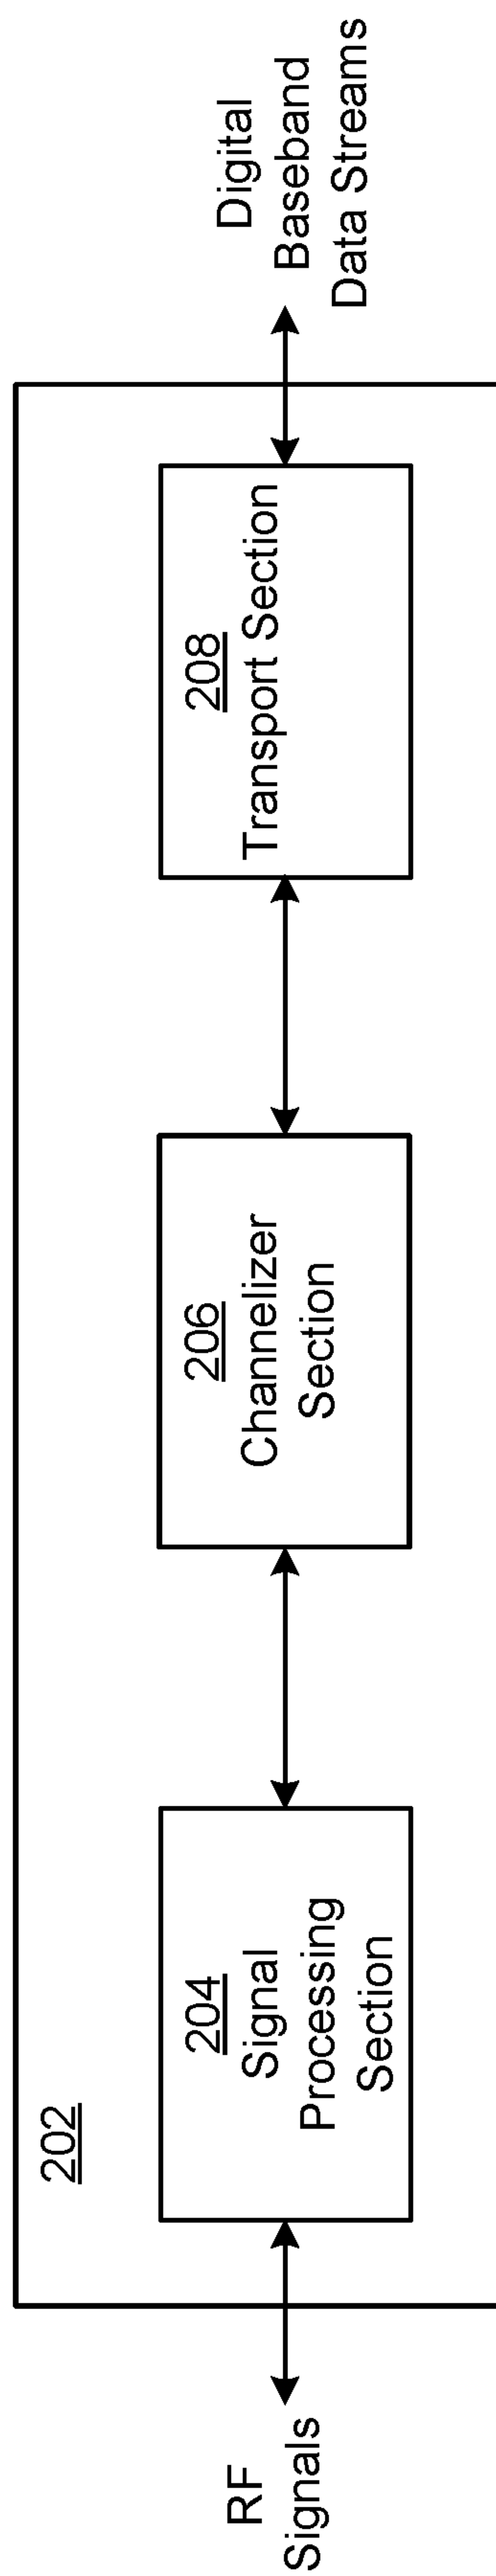 202
RF
Signals
204
Signal
Processing
Section
206
Channelizer
Section
208
Transport Section
Digital
Baseband
Data Streams